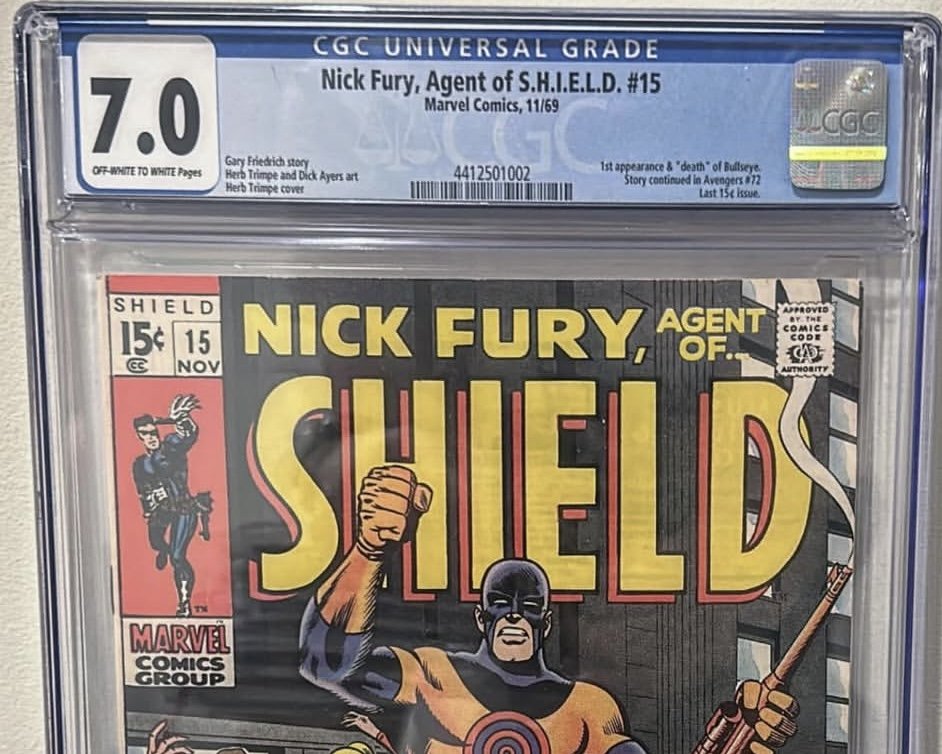 CGC UNIVERSAL GRADE
7.0
OFF-WHITE TO WHITE Pages
Nick Fury, Agent of S.H.I.E.L.D. #15
Marvel Comics, 11/69
Gary Friedrich story
Herb Trimpe and Dick Ayers art
Herb Trimpe cover
4412501002
1st appearance & "death" of Bullseye.
Story continued in Avengers #72
Last 15¢ issue.
CGC
CGC
SHIELD
15¢
CC
15
NOV
NICK FURY, AGENT
OF...
SHIELD
APPROVED
BY THE
COMICS
CODE
CA
AUTHORITY
TM
MARVEL
COMICS
GROUP